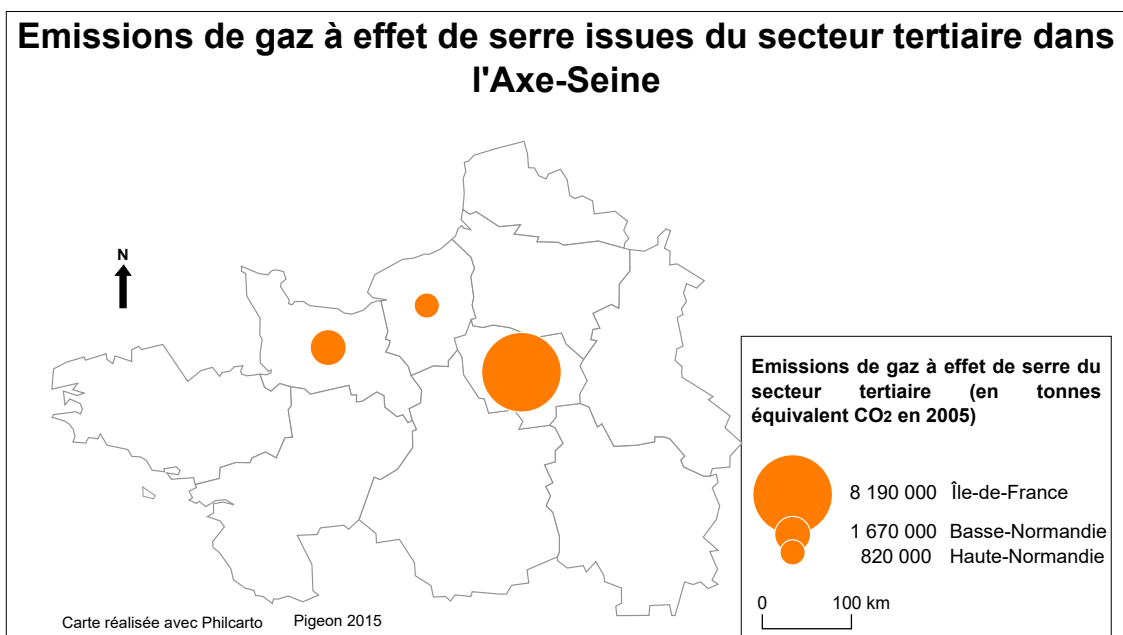 Emissions de gaz à effet de serre issues du secteur tertiaire dans
l'Axe-Seine
N
Emissions de gaz à effet de serre du
secteur tertiaire (en tonnes
équivalent CO2 en 2005)
8 190 000 Île-de-France
1 670 000 Basse-Normandie
820 000 Haute-Normandie
0 100 km
Carte réalisée avec Philcarto Pigeon 2015